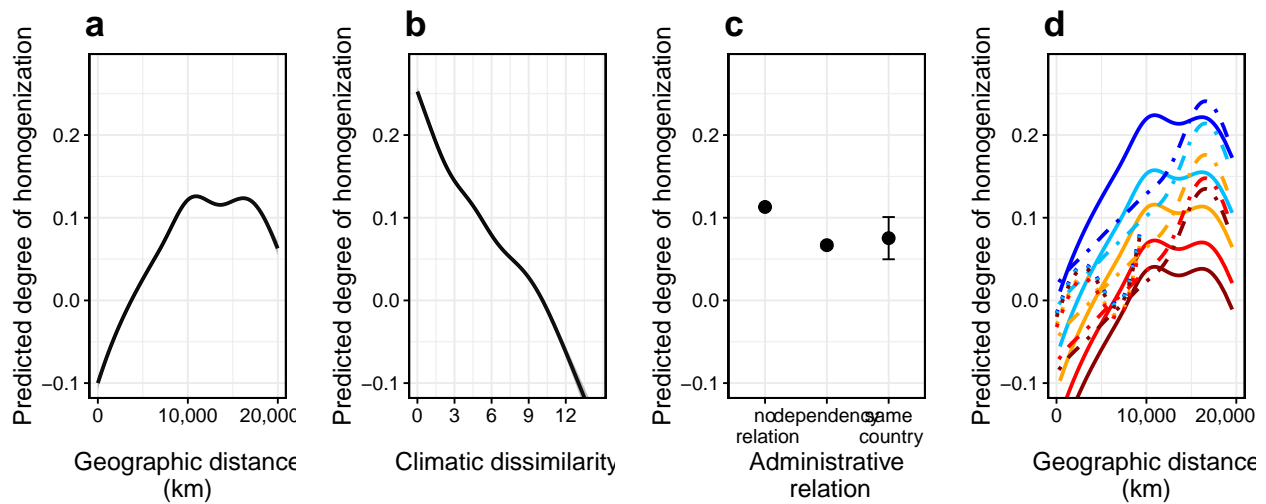 a
b
c
d
Predicted degree of homogenization
0.2
0.1
0.0
−0.1
0
10,000
20,000
Geographic distance
(km)
Predicted degree of homogenization
0.2
0.1
0.0
−0.1
0
3
6
9
12
Climatic dissimilarity
Predicted degree of homogenization
0.2
0.1
0.0
−0.1
no
relation
dependency
same
country
Administrative
relation
Predicted degree of homogenization
0.2
0.1
0.0
−0.1
0
10,000
20,000
Geographic distance
(km)